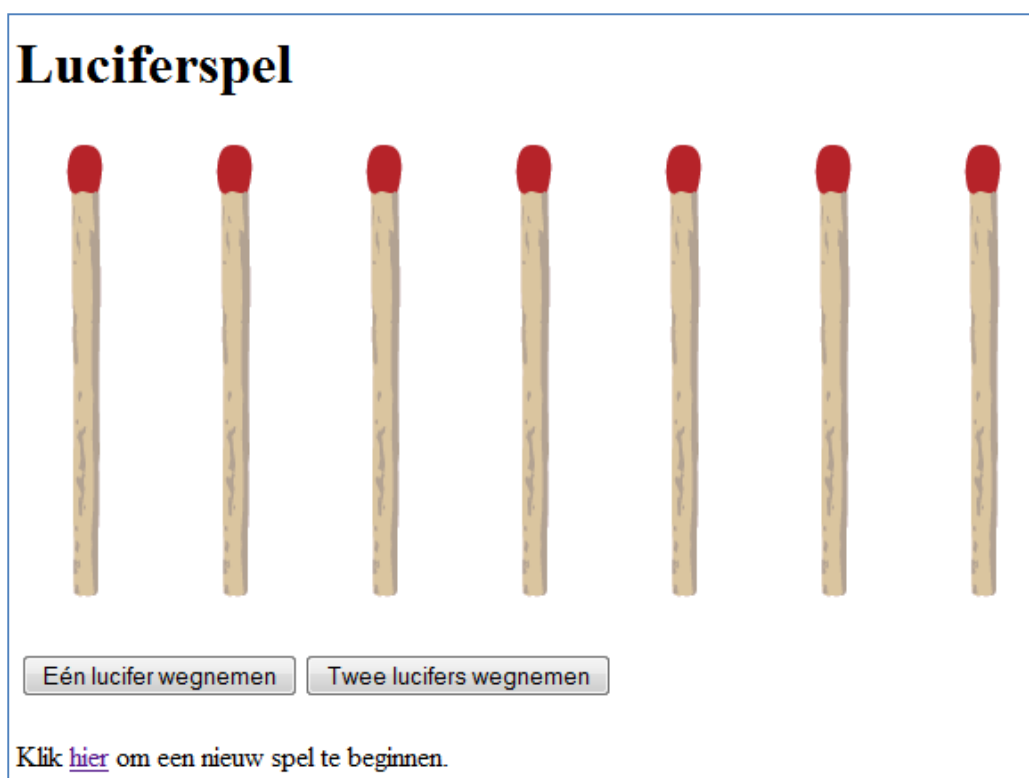 Luciferspel
Eén lucifer wegnemen Twee lucifers wegnemen
Klik hier om een nieuw spel te beginnen.